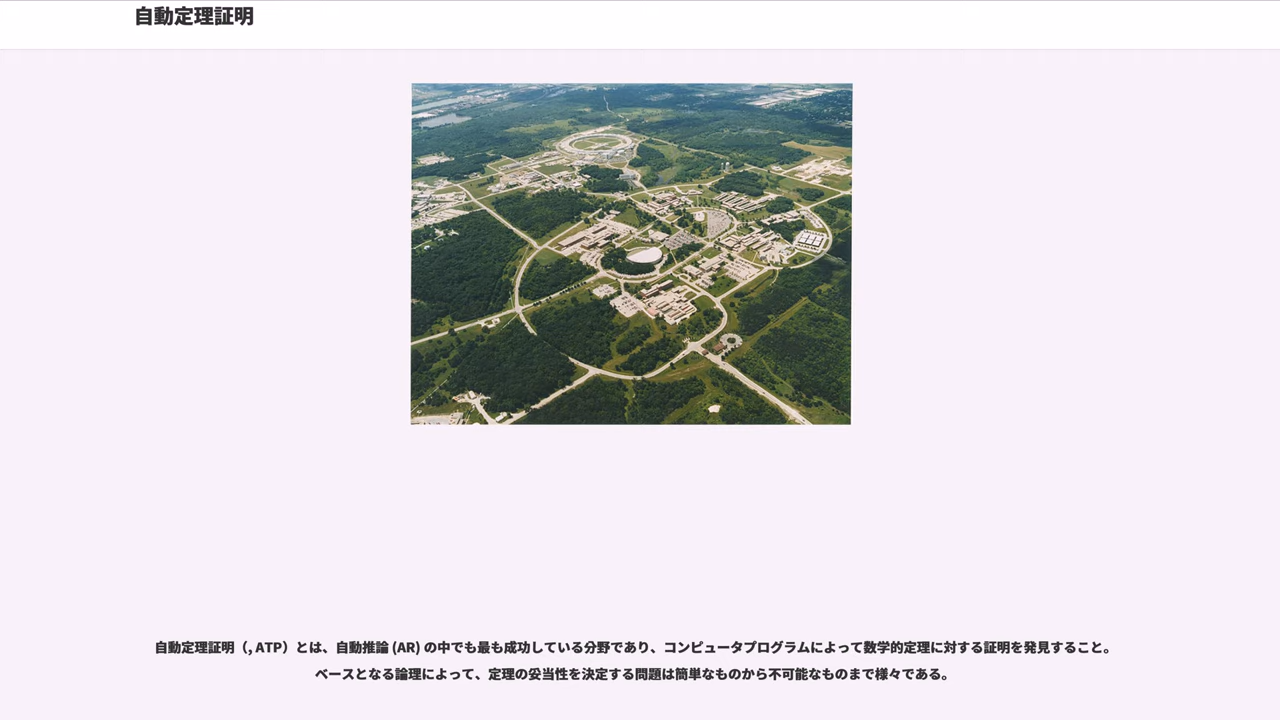 自動定理証明
自動定理証明（, ATP）とは、自動推論 (AR) の中でも最も成功している分野であり、コンピュータプログラムによって数学的定理に対する証明を発見すること。
ベースとなる論理によって、定理の妥当性を決定する問題は簡単なものから不可能なものまで様々である。